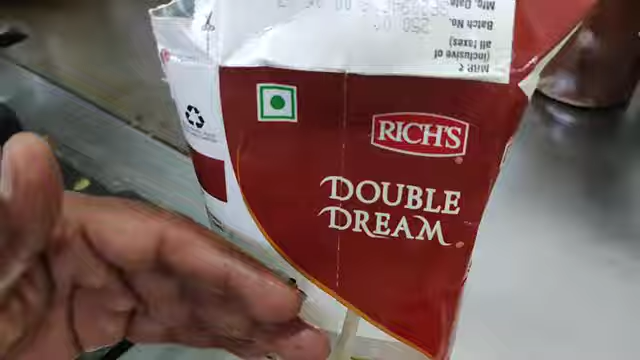 Mfg. Date
Batch No.
all taxes)
(inclusive of
MRP ₹
RICH'S
DOUBLE
DREAM